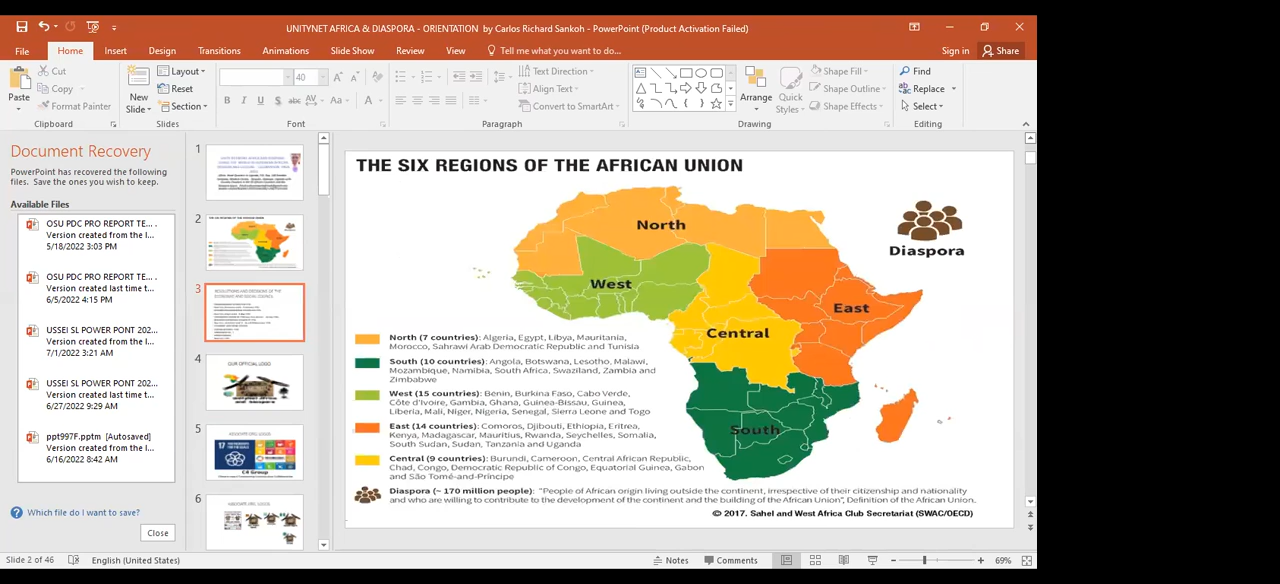 UNITYNET AFRICA & DIASPORA - ORIENTATION by Carlos Richard Sankoh - PowerPoint (Product Activation Failed)
File Home Insert Design Transitions Animations Slide Show Review View Tell me what you want to do... Sign in Share
Paste
Cut
Copy
Format Painter
Clipboard
New
Slide
Layout
Reset
Section
Slides
40
Font
Text Direction
Align Text
Convert to SmartArt
Paragraph
Arrange
Quick
Styles
Shape Fill
Shape Outline
Shape Effects
Drawing
Find
Replace
Select
Editing
Document Recovery
PowerPoint has recovered the following
files. Save the ones you wish to keep.
Available Files
OSU PDC PRO REPORT TE... .
Version created from the l...
5/18/2022 3:03 PM
OSU PDC PRO REPORT TE... .
Version created last time t...
6/5/2022 4:15 PM
USSEI SL POWER PONT 202...
Version created from the l...
7/1/2022 3:21 AM
USSEI SL POWER PONT 202...
Version created last time t...
6/27/2022 9:29 AM
ppt997F.pptm [Autosaved]
Version created from the l...
6/16/2022 8:42 AM
Which file do I want to save?
Close
1
2
3
4
OUR OFFICIAL LOGO
5
6
THE SIX REGIONS OF THE AFRICAN UNION
North
Diaspora
West
East
Central
South
North (7 countries): Algeria, Egypt, Libya, Mauritania,
Morocco, Sahrawi Arab Democratic Republic and Tunisia
South (10 countries): Angola, Botswana, Lesotho, Malawi,
Mozambique, Namibia, South Africa, Swaziland, Zambia and
Zimbabwe
West (15 countries): Benin, Burkina Faso, Cabo Verde,
Côte d'Ivoire, Gambia, Ghana, Guinea-Bissau, Guinea,
Liberia, Mali, Niger, Nigeria, Senegal, Sierra Leone and Togo
East (14 countries): Comoros, Djibouti, Ethiopia, Eritrea,
Kenya, Madagascar, Mauritius, Rwanda, Seychelles, Somalia,
South Sudan, Sudan, Tanzania and Uganda
Central (9 countries): Burundi, Cameroon, Central African Republic,
Chad, Congo, Democratic Republic of Congo, Equatorial Guinea, Gabon
and São Tomé-and-Príncipe
Diaspora (~ 170 million people): "People of African origin living outside the continent, irrespective of their citizenship and nationality
and who are willing to contribute to the development of the continent and the building of the African Union", Definition of the African Union.
© 2017. Sahel and West Africa Club Secretariat (SWAC/OECD)
Slide 2 of 46 English (United States) Notes Comments 69%